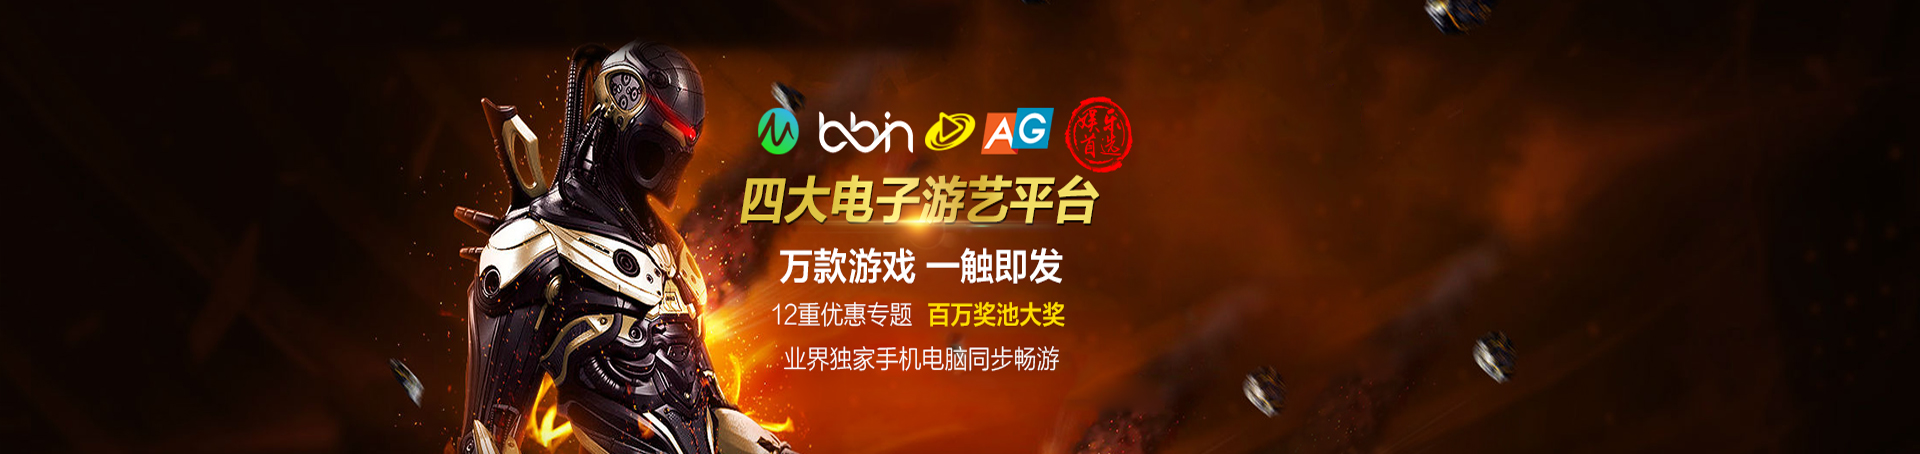 bbin AG 娱乐首选
四大电子游艺平台
万款游戏 一触即发
12重优惠专题 百万奖池大奖
业界独家手机电脑同步畅游